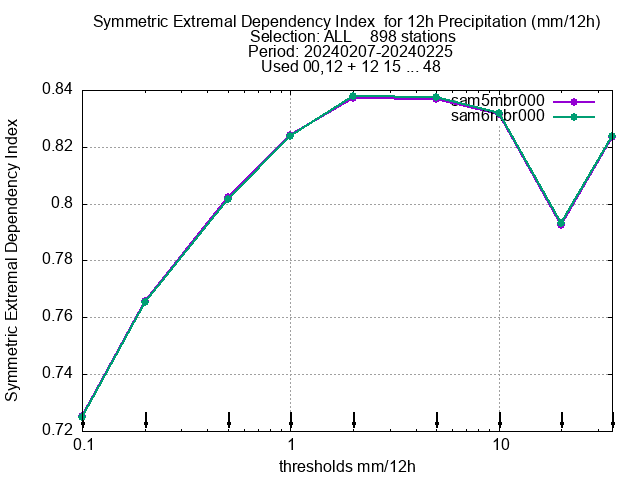 Symmetric Extremal Dependency Index  for 12h Precipitation (mm/12h)
Selection: ALL    898 stations
Period: 20240207-20240225
Used 00,12 + 12 15 ... 48
Symmetric Extremal Dependency Index
0.84
0.82
0.8
0.78
0.76
0.74
0.72
sam5mbr000
sam6mbr000
0.1
1
10
thresholds mm/12h